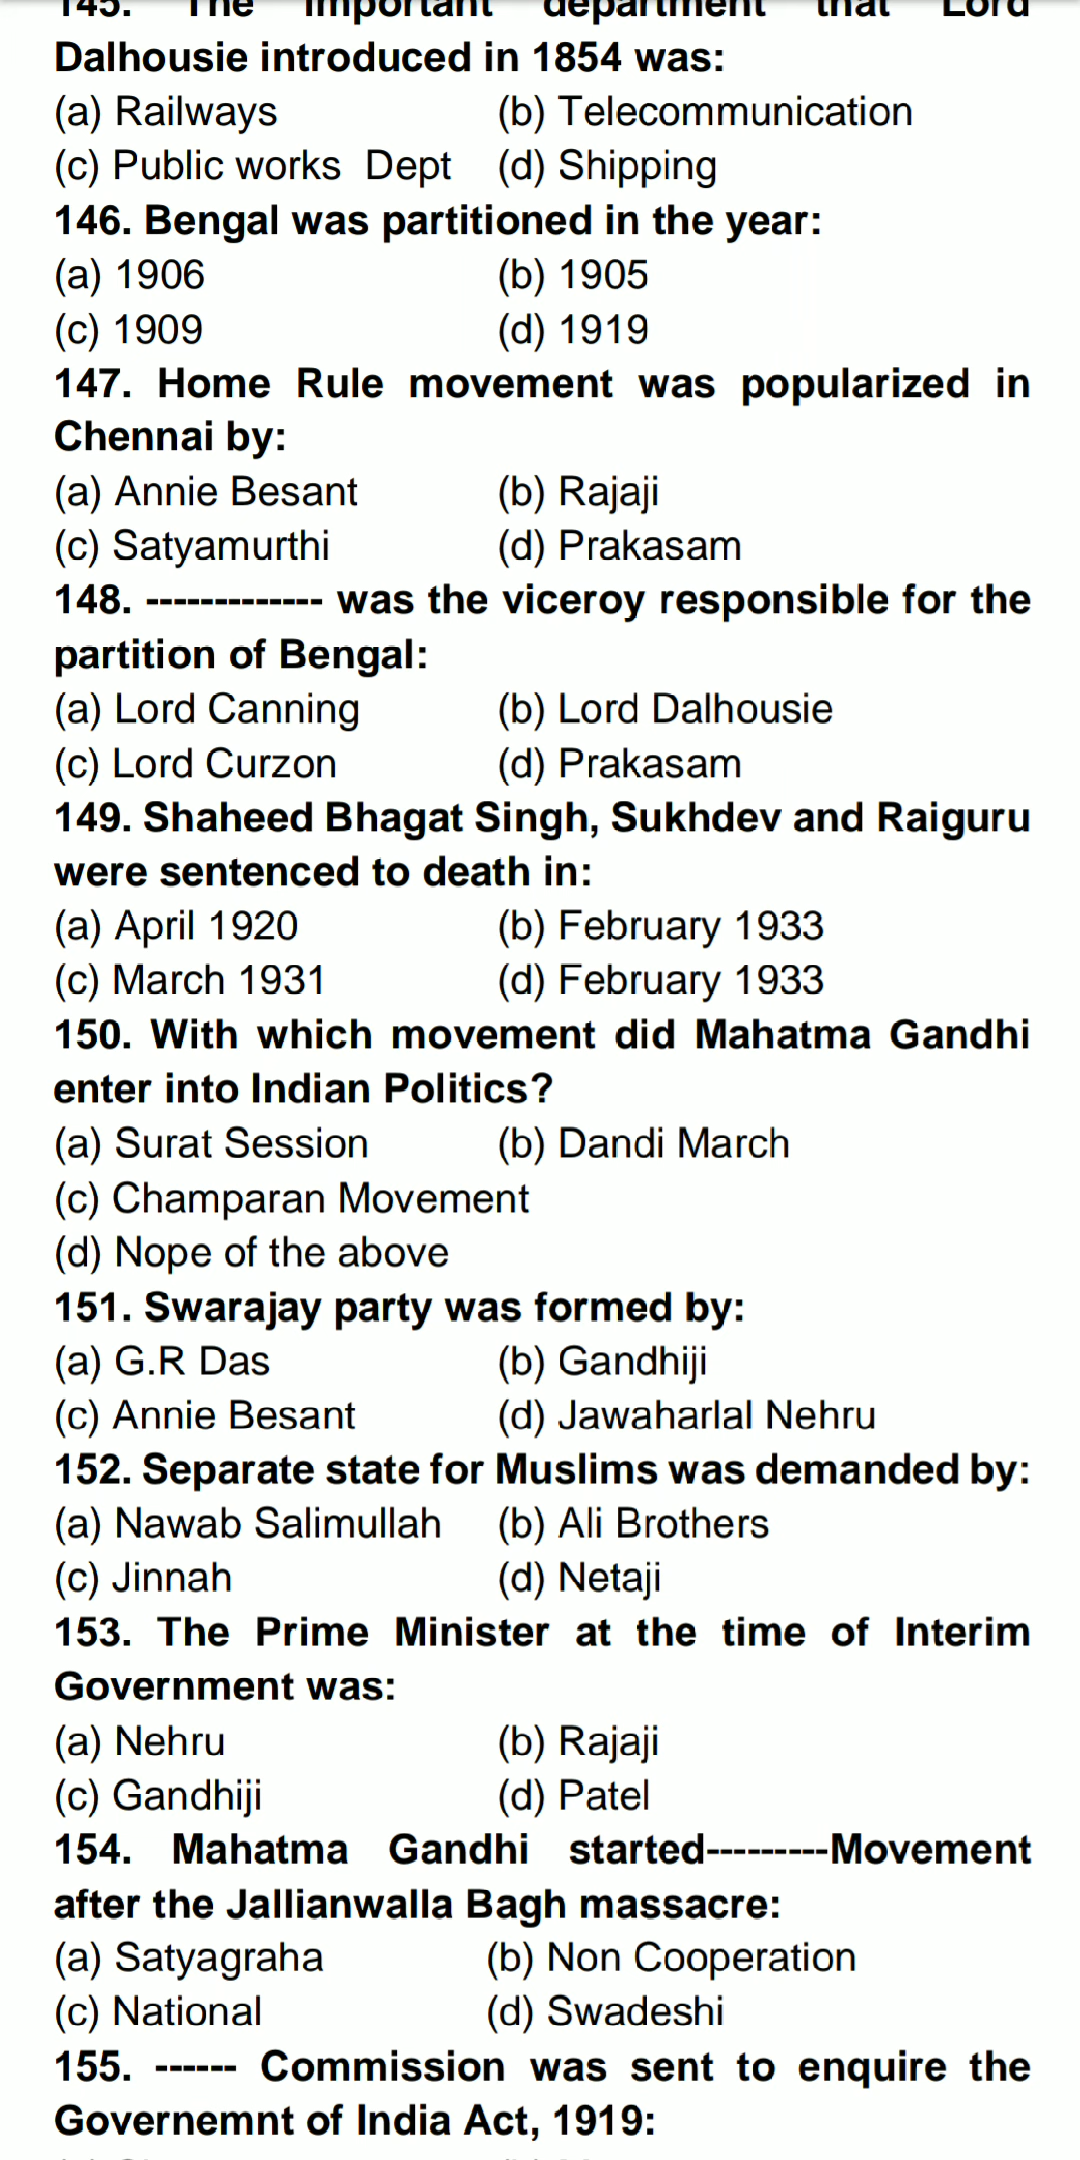 145. The important department that Lord
Dalhousie introduced in 1854 was:
(a) Railways (b) Telecommunication
(c) Public works Dept (d) Shipping
146. Bengal was partitioned in the year:
(a) 1906 (b) 1905
(c) 1909 (d) 1919
147. Home Rule movement was popularized in
Chennai by:
(a) Annie Besant (b) Rajaji
(c) Satyamurthi (d) Prakasam
148. ------------- was the viceroy responsible for the
partition of Bengal:
(a) Lord Canning (b) Lord Dalhousie
(c) Lord Curzon (d) Prakasam
149. Shaheed Bhagat Singh, Sukhdev and Raiguru
were sentenced to death in:
(a) April 1920 (b) February 1933
(c) March 1931 (d) February 1933
150. With which movement did Mahatma Gandhi
enter into Indian Politics?
(a) Surat Session (b) Dandi March
(c) Champaran Movement
(d) Nope of the above
151. Swarajay party was formed by:
(a) G.R Das (b) Gandhiji
(c) Annie Besant (d) Jawaharlal Nehru
152. Separate state for Muslims was demanded by:
(a) Nawab Salimullah (b) Ali Brothers
(c) Jinnah (d) Netaji
153. The Prime Minister at the time of Interim
Government was:
(a) Nehru (b) Rajaji
(c) Gandhiji (d) Patel
154. Mahatma Gandhi started---------Movement
after the Jallianwalla Bagh massacre:
(a) Satyagraha (b) Non Cooperation
(c) National (d) Swadeshi
155. ------ Commission was sent to enquire the
Governemnt of India Act, 1919: